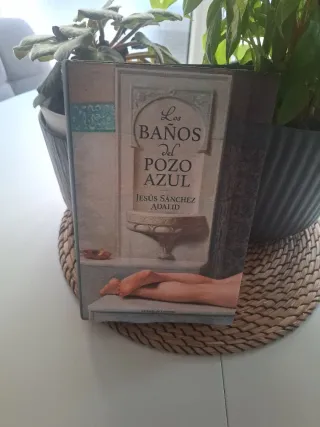 Los
BAÑOS
del
POZO
AZUL
JESÚS SÁNCHEZ
ADALID